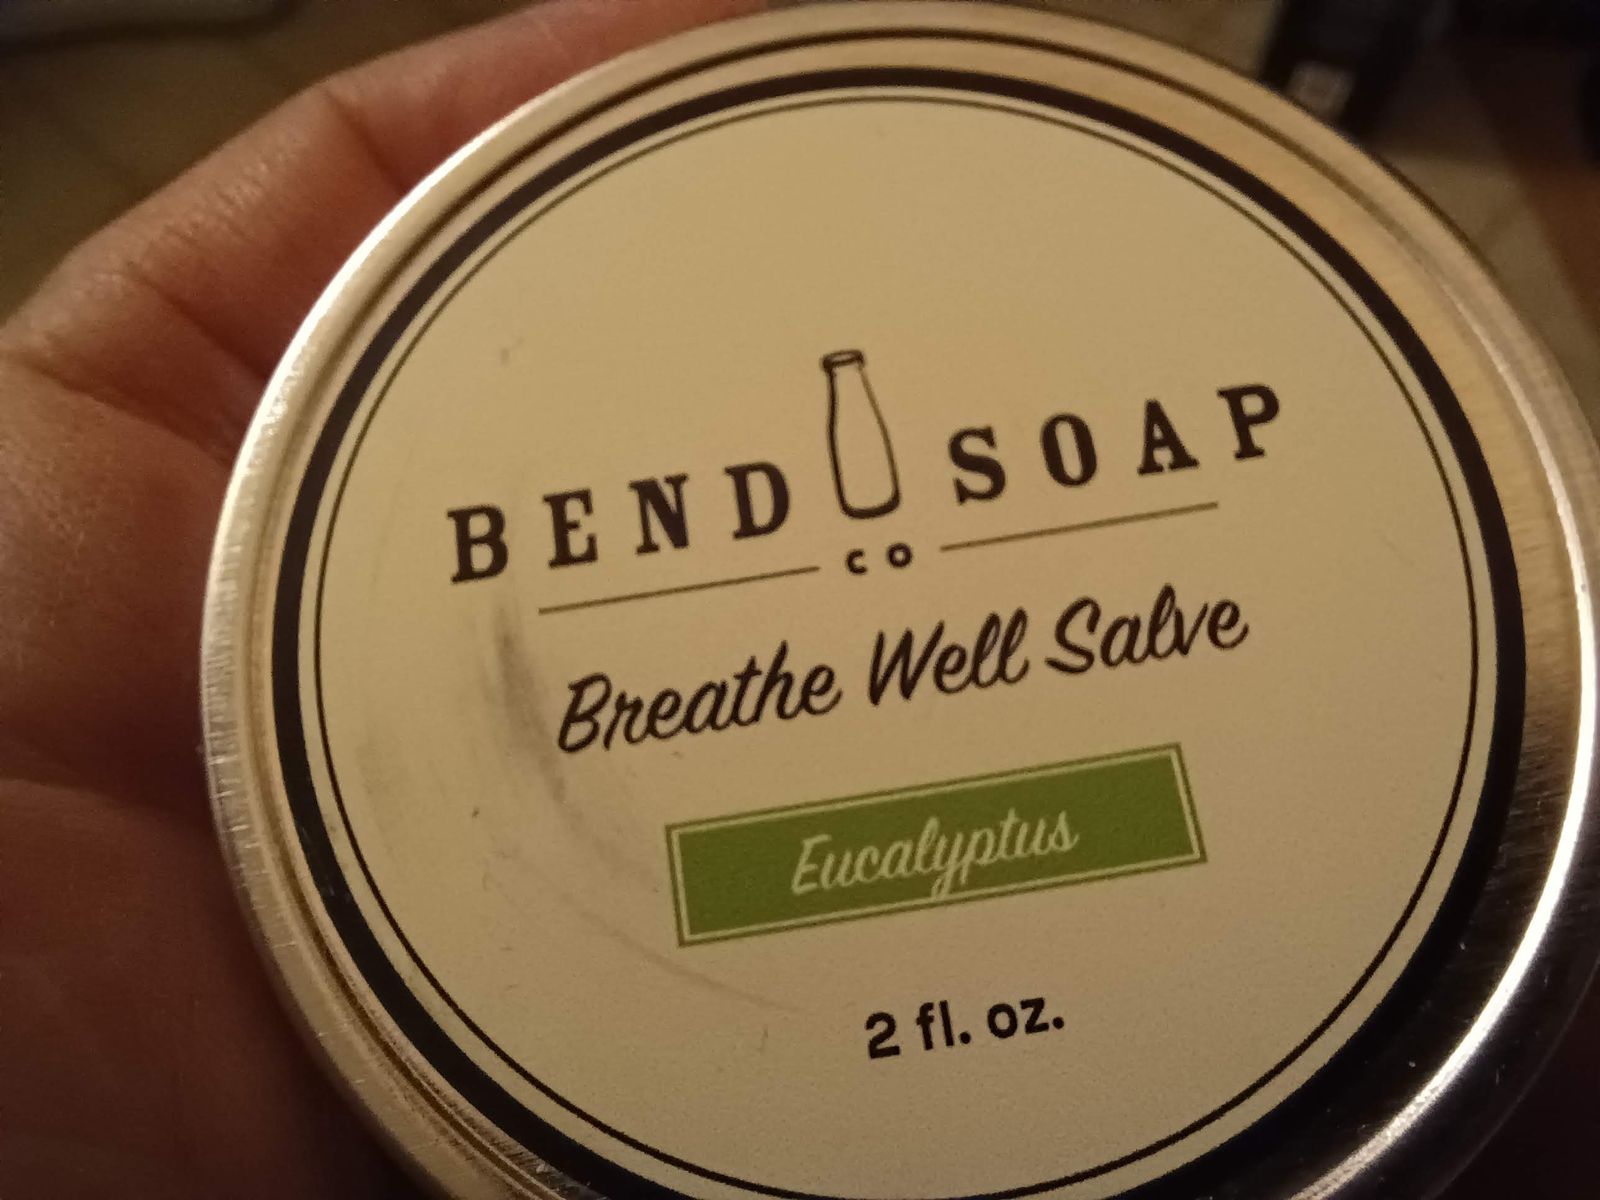 BEND SOAP
CO
Breathe Well Salve
Eucalyptus
2 fl. oz.